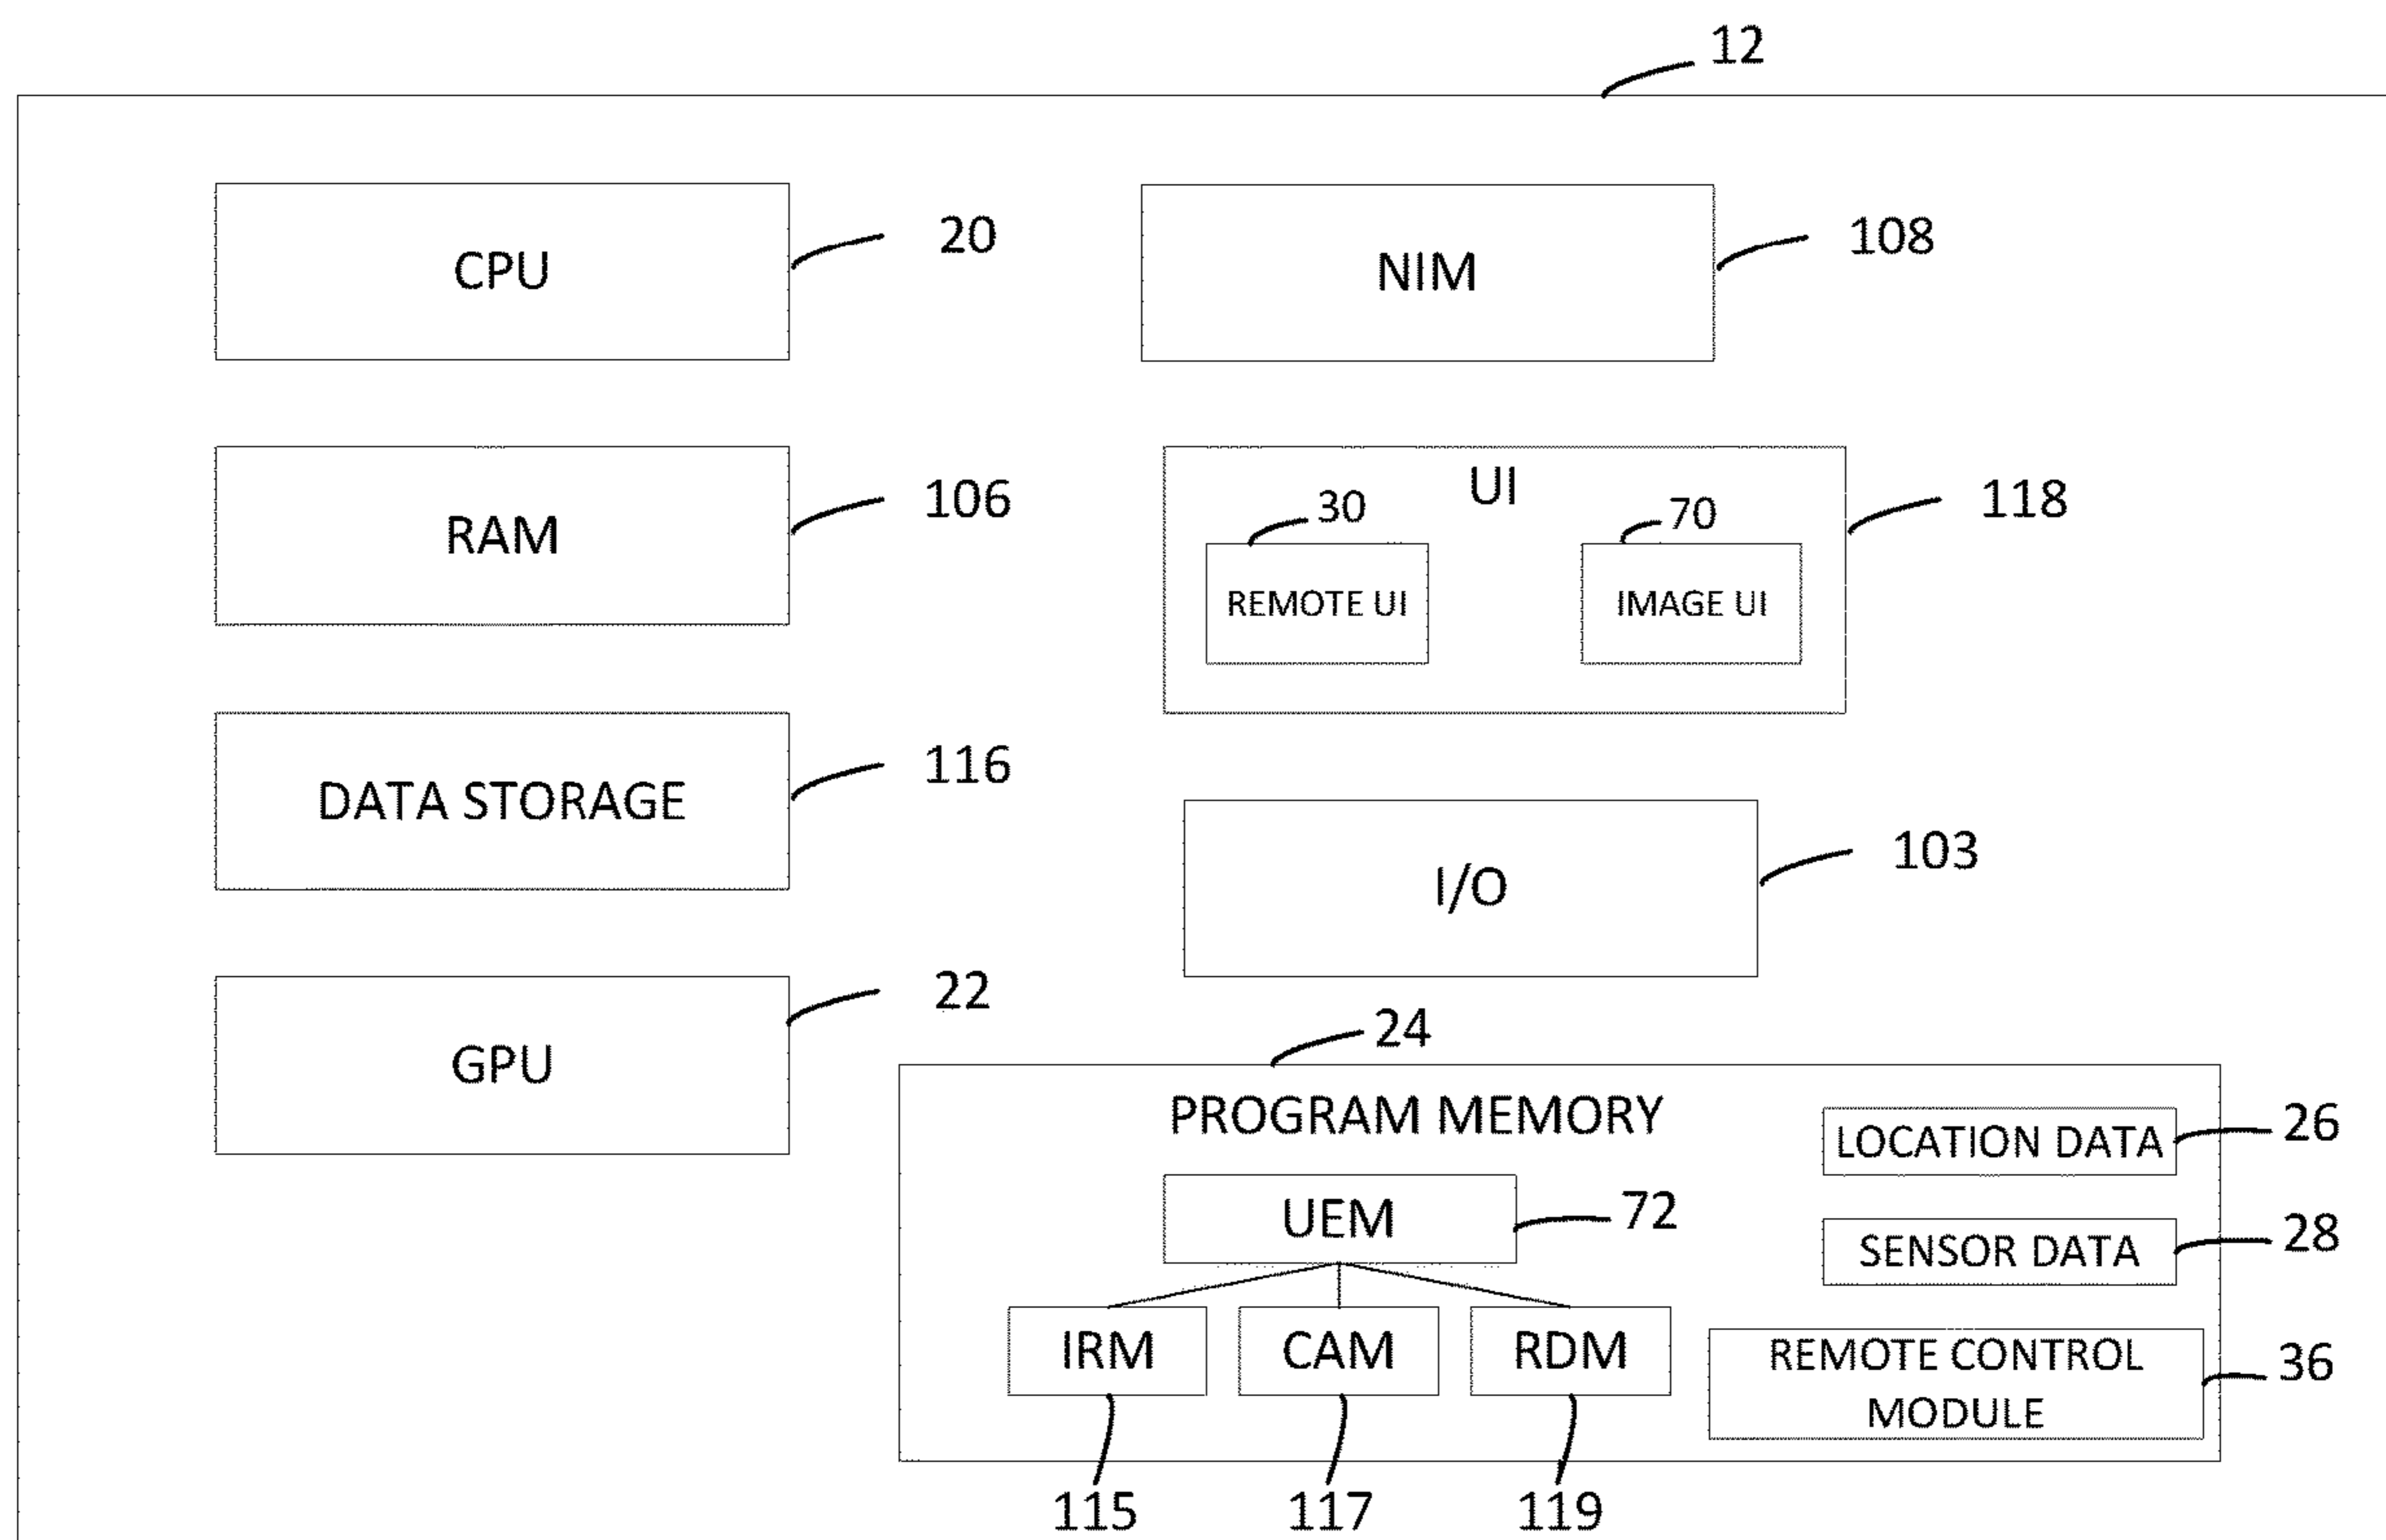 12
CPU
20
NIM
108
RAM
106
UI
30
70
118
REMOTE UI
IMAGE UI
DATA STORAGE
116
I/O
103
GPU
22
24
PROGRAM MEMORY
LOCATION DATA
26
UEM
72
SENSOR DATA
28
IRM
CAM
RDM
REMOTE CONTROL
MODULE
36
115
117
119